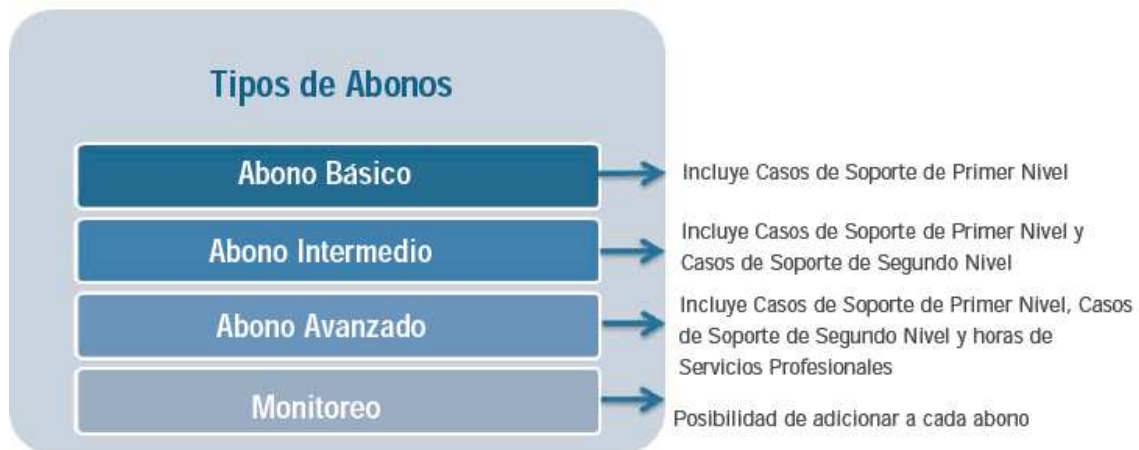 Tipos de Abonos
Abono Básico
Incluye Casos de Soporte de Primer Nivel
Abono Intermedio
Incluye Casos de Soporte de Primer Nivel y
Casos de Soporte de Segundo Nivel
Abono Avanzado
Incluye Casos de Soporte de Primer Nivel, Casos
de Soporte de Segundo Nivel y horas de
Servicios Profesionales
Monitoreo
Posibilidad de adicionar a cada abono